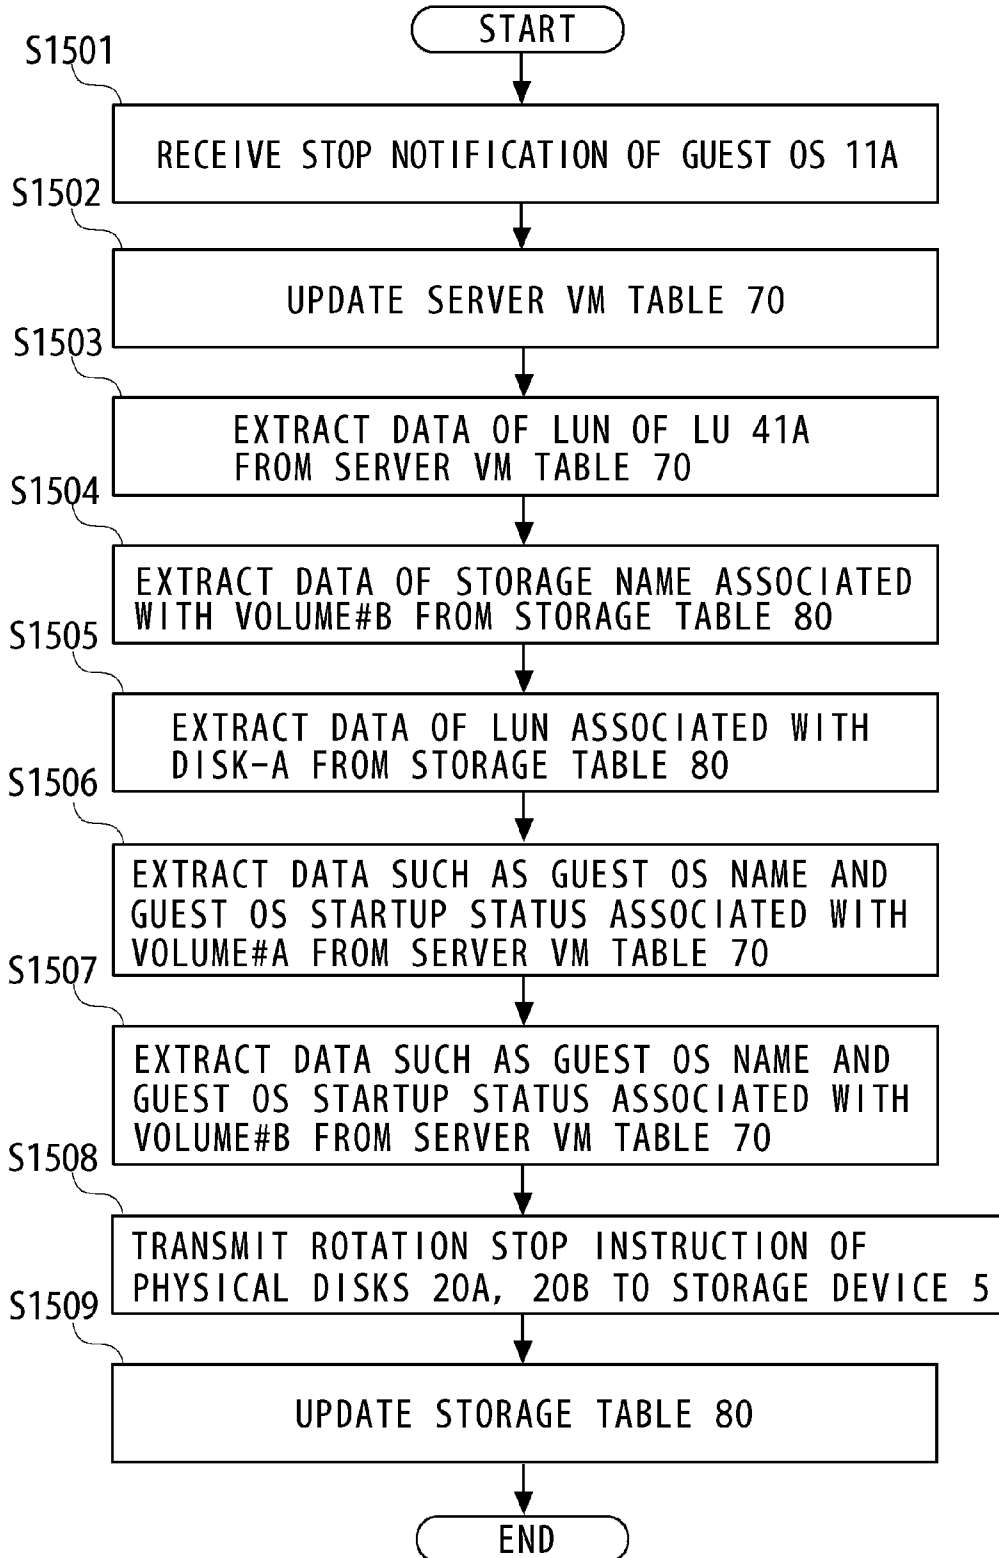 START
S1501
RECEIVE STOP NOTIFICATION OF GUEST OS 11A
S1502
UPDATE SERVER VM TABLE 70
S1503
EXTRACT DATA OF LUN OF LU 41A
FROM SERVER VM TABLE 70
S1504
EXTRACT DATA OF STORAGE NAME ASSOCIATED
WITH VOLUME#B FROM STORAGE TABLE 80
S1505
EXTRACT DATA OF LUN ASSOCIATED WITH
DISK-A FROM STORAGE TABLE 80
S1506
EXTRACT DATA SUCH AS GUEST OS NAME AND
GUEST OS STARTUP STATUS ASSOCIATED WITH
VOLUME#A FROM SERVER VM TABLE 70
S1507
EXTRACT DATA SUCH AS GUEST OS NAME AND
GUEST OS STARTUP STATUS ASSOCIATED WITH
VOLUME#B FROM SERVER VM TABLE 70
S1508
TRANSMIT ROTATION STOP INSTRUCTION OF
PHYSICAL DISKS 20A, 20B TO STORAGE DEVICE 5
S1509
UPDATE STORAGE TABLE 80
END